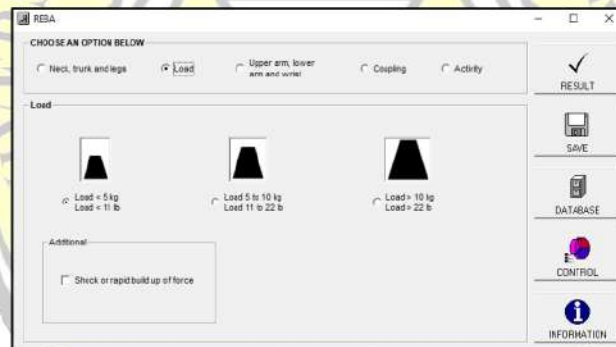 REBA
CHOOSE AN OPTION BELOW
Neck, trunk and legs
Load
Upper arm, lower
arm and wrist
Coupling
Activity
Load
Load < 5 kg
Load < 11 lb
Load 5 to 10 kg
Load 11 to 22 lb
Load > 10 kg
Load > 22 lb
Additional
Shock or rapid build up of force
RESULT
SAVE
DATABASE
CONTROL
INFORMATION